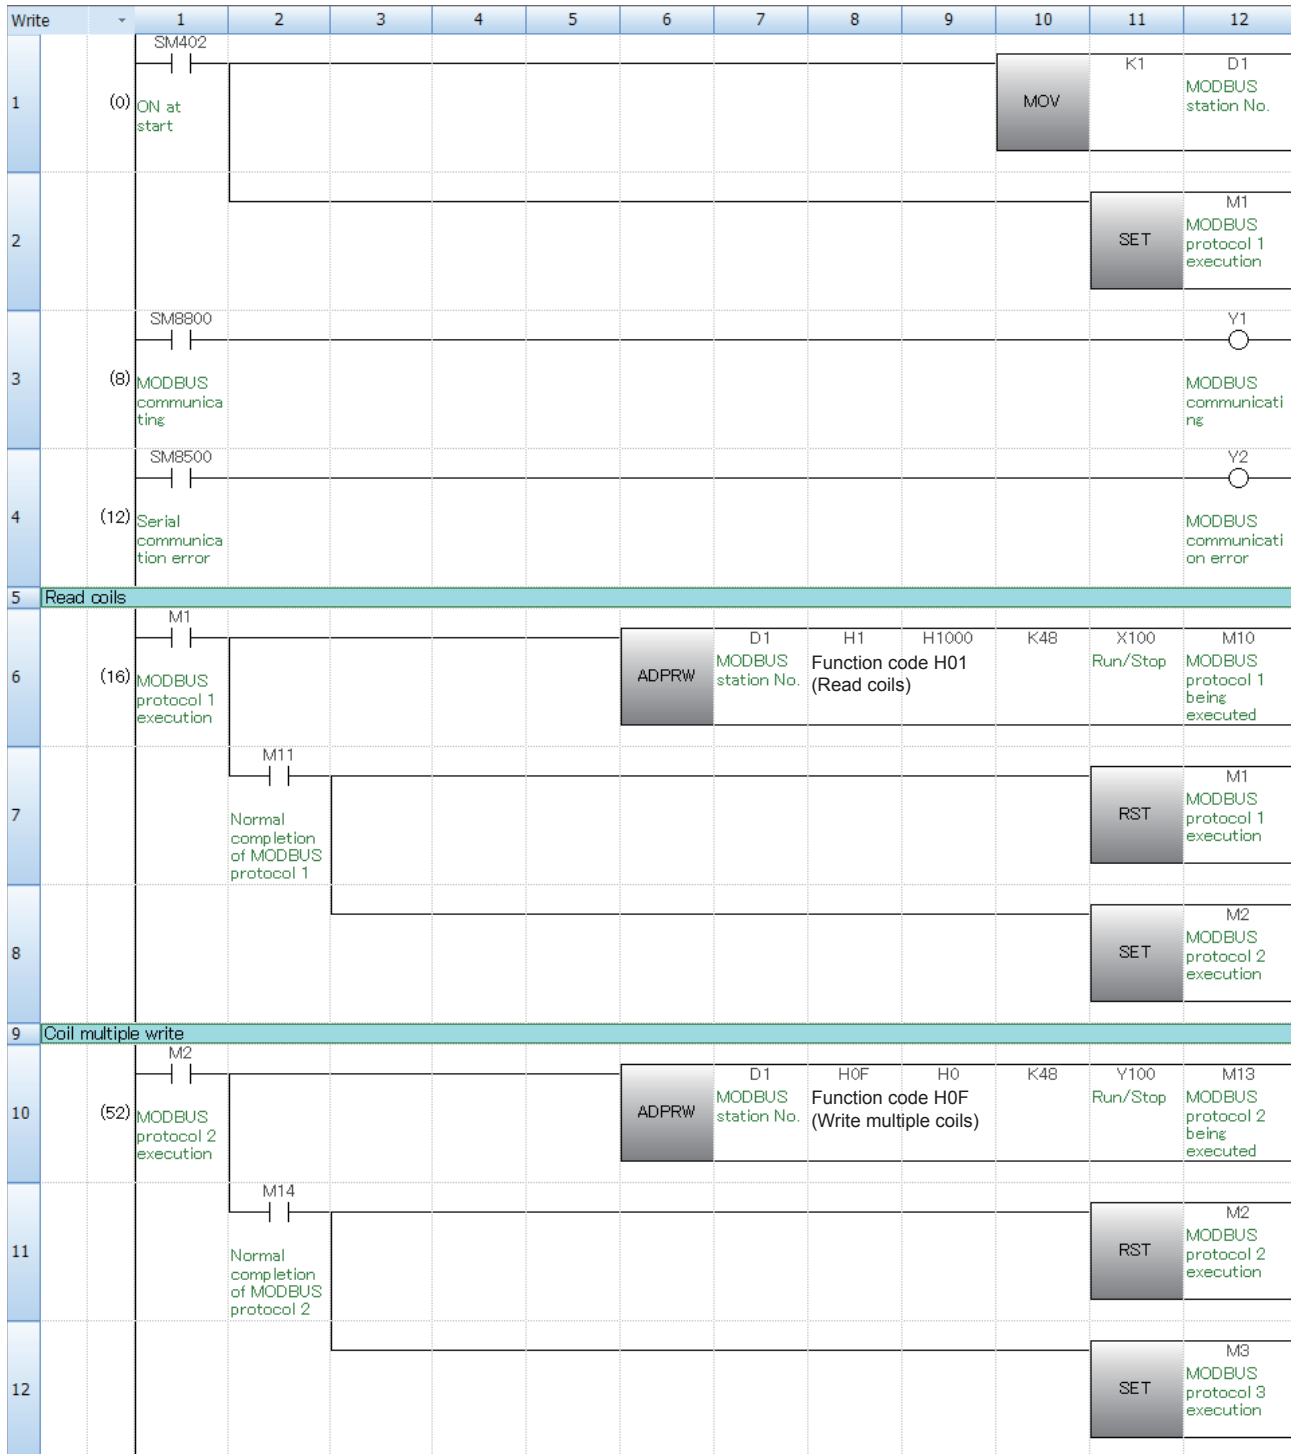 Write 1 2 3 4 5 6 7 8 9 10 11 12
SM402
1 (0) ON at
start
MOV K1 D1
MODBUS
station No.
2 SET M1
MODBUS
protocol 1
execution
SM8800 Y1
3 (8) MODBUS
communica
ting
MODBUS
communicati
ng
SM8500 Y2
4 (12) Serial
communica
tion error
MODBUS
communicati
on error
5 Read coils
M1
6 (16) MODBUS
protocol 1
execution
ADPRW D1 H1 H1000 K48 X100 M10
MODBUS
station No.
Function code H01
(Read coils)
Run/Stop
MODBUS
protocol 1
being
executed
M11
7 Normal
completion
of MODBUS
protocol 1
RST M1
MODBUS
protocol 1
execution
8 SET M2
MODBUS
protocol 2
execution
9 Coil multiple write
M2
10 (52) MODBUS
protocol 2
execution
ADPRW D1 H0F H0 K48 Y100 M13
MODBUS
station No.
Function code H0F
(Write multiple coils)
Run/Stop
MODBUS
protocol 2
being
executed
M14
11 Normal
completion
of MODBUS
protocol 2
RST M2
MODBUS
protocol 2
execution
12 SET M3
MODBUS
protocol 3
execution